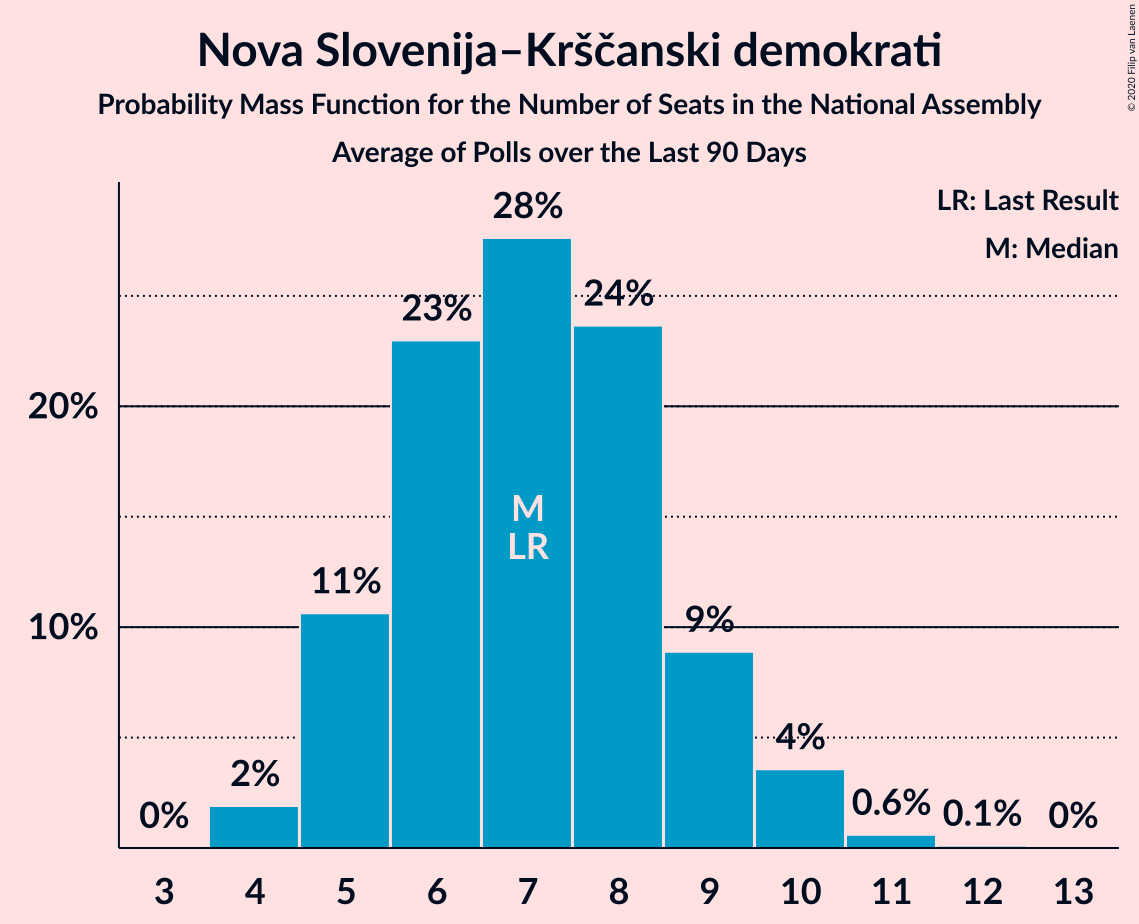 Nova Slovenija–Krščanski demokrati
Probability Mass Function for the Number of Seats in the National Assembly
Average of Polls over the Last 90 Days
© 2020 Filip van Laenen
LR: Last Result
M: Median
28%
24%
23%
20%
M
LR
11%
10%
9%
4%
2%
0.6%
0.1%
0%
0%
3 4 5 6 7 8 9 10 11 12 13